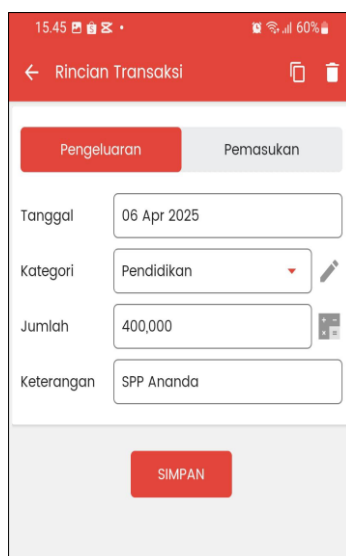 15.45 60%
Rincian Transaksi
Pengeluaran Pemasukan
Tanggal 06 Apr 2025
Kategori Pendidikan
Jumlah 400,000
Keterangan SPP Ananda
SIMPAN